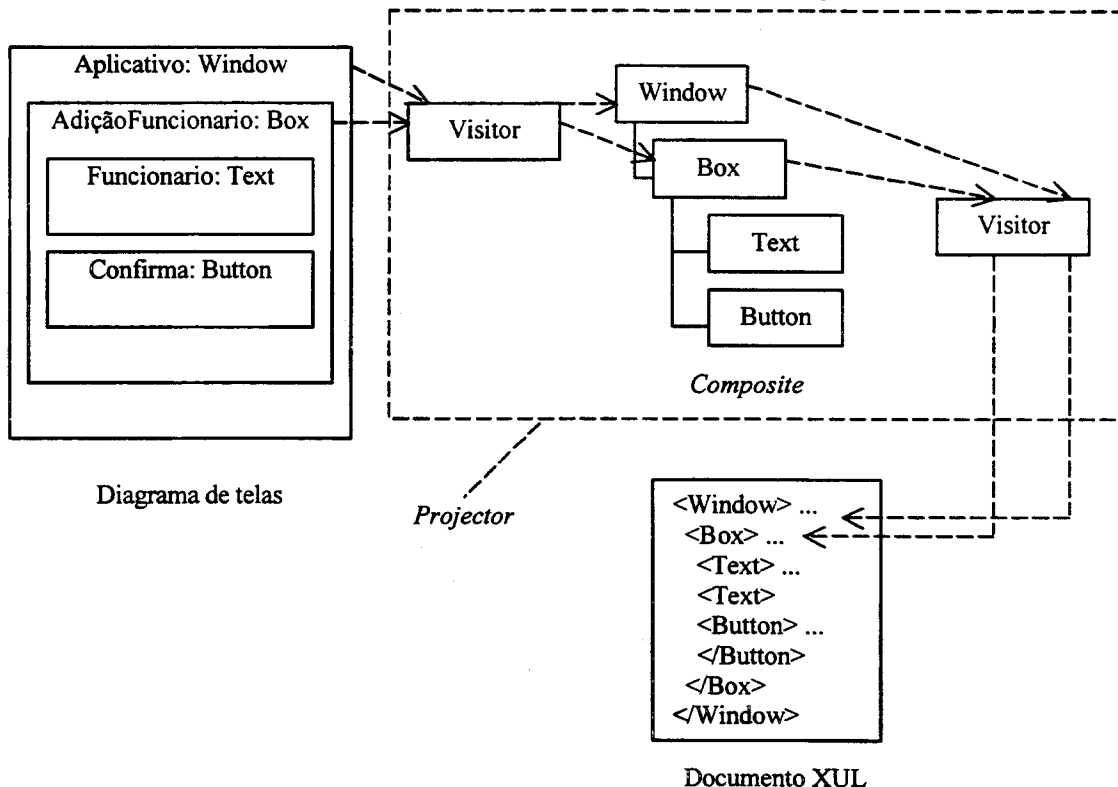 Aplicativo: Window
AdiçãoFuncionario: Box
Funcionario: Text
Confirma: Button
Diagrama de telas
Visitor
Window
Box
Text
Button
Composite
Visitor
Projector
<Window> ...
<Box> ...
<Text> ...
<Text>
<Button> ...
</Button>
</Box>
</Window>
Documento XUL